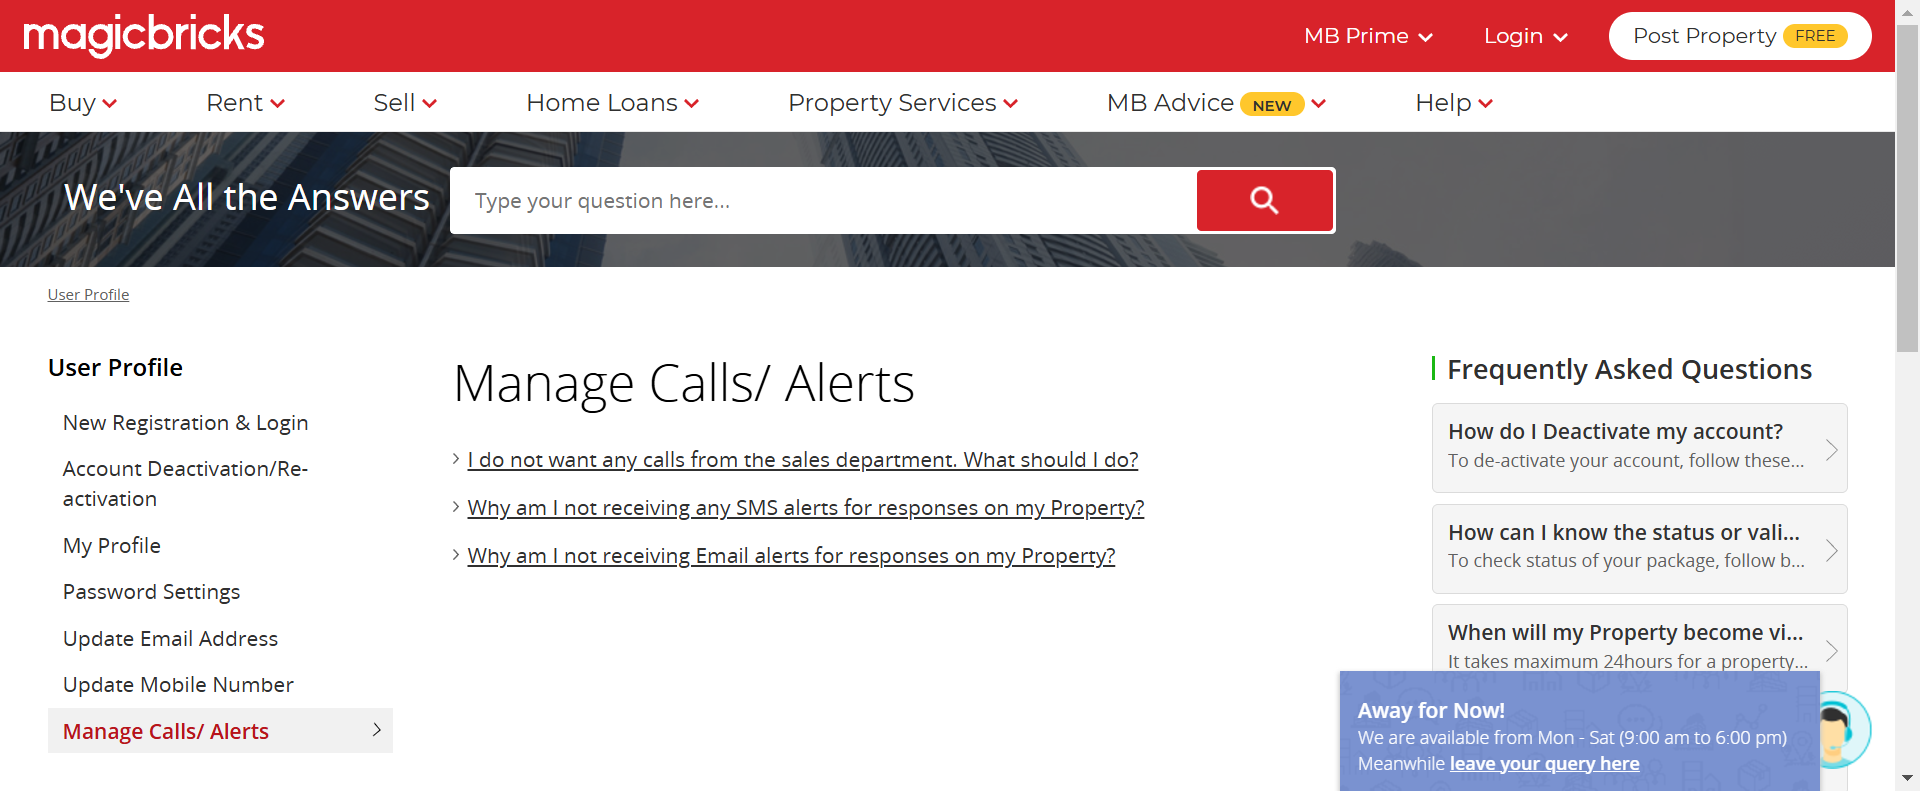 magicbricks
MB Prime
Login
Post Property FREE
Buy
Rent
Sell
Home Loans
Property Services
MB Advice NEW
Help
We've All the Answers
Type your question here...
User Profile
User Profile
New Registration & Login
Account Deactivation/Re-
activation
My Profile
Password Settings
Update Email Address
Update Mobile Number
Manage Calls/ Alerts
Manage Calls/ Alerts
I do not want any calls from the sales department. What should I do?
Why am I not receiving any SMS alerts for responses on my Property?
Why am I not receiving Email alerts for responses on my Property?
Frequently Asked Questions
How do I Deactivate my account?
To de-activate your account, follow these...
How can I know the status or vali...
To check status of your package, follow b...
When will my Property become vi...
It takes maximum 24hours for a property...
Away for Now!
We are available from Mon - Sat (9:00 am to 6:00 pm)
Meanwhile leave your query here